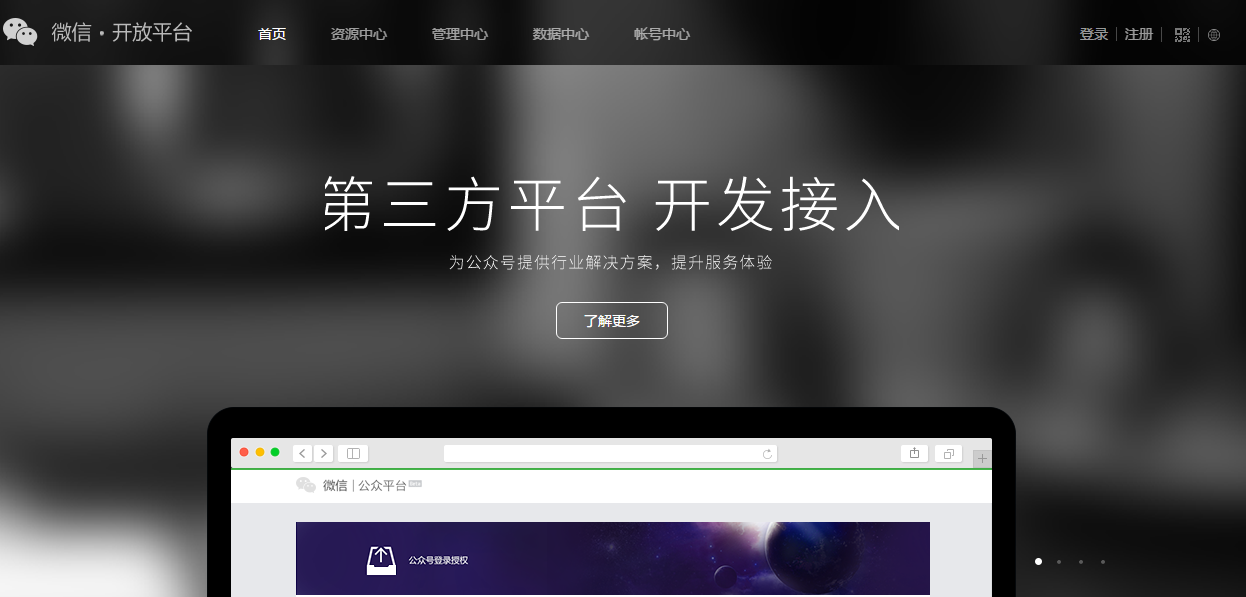 微信・开放平台 首页 资源中心 管理中心 数据中心 帐号中心 登录 注册
第三方平台 开发接入
为公众号提供行业解决方案，提升服务体验
了解更多
微信 | 公众平台
公众号登录授权